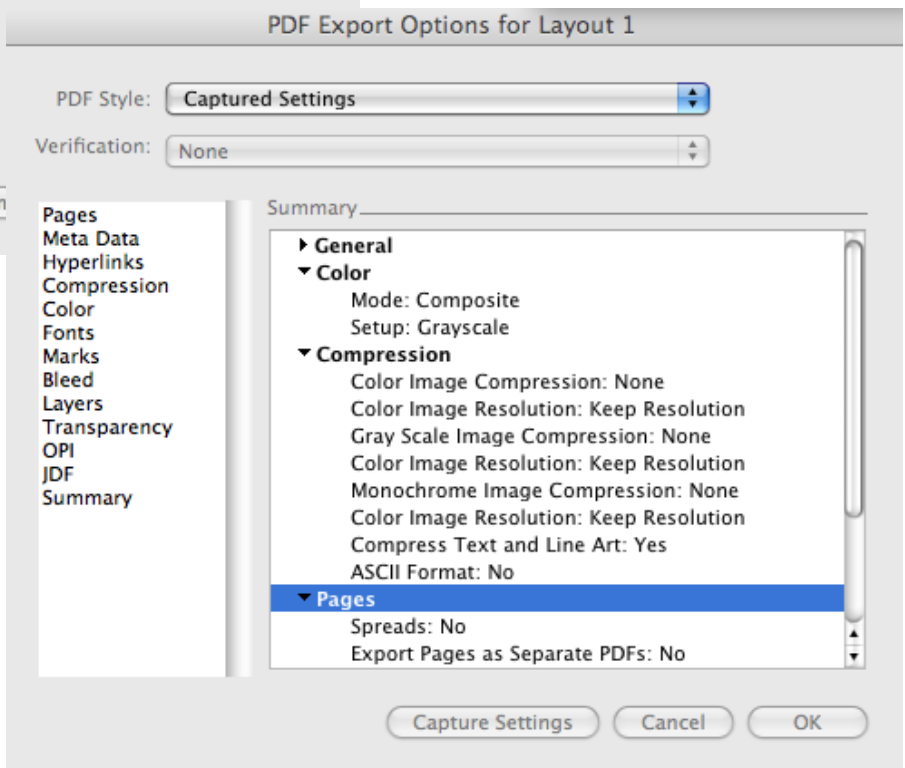 PDF Export Options for Layout 1
PDF Style: Captured Settings
Verification: None
Pages
Meta Data
Hyperlinks
Compression
Color
Fonts
Marks
Bleed
Layers
Transparency
OPI
JDF
Summary
Summary
General
Color
Mode: Composite
Setup: Grayscale
Compression
Color Image Compression: None
Color Image Resolution: Keep Resolution
Gray Scale Image Compression: None
Color Image Resolution: Keep Resolution
Monochrome Image Compression: None
Color Image Resolution: Keep Resolution
Compress Text and Line Art: Yes
ASCII Format: No
Pages
Spreads: No
Export Pages as Separate PDFs: No
Capture Settings Cancel OK